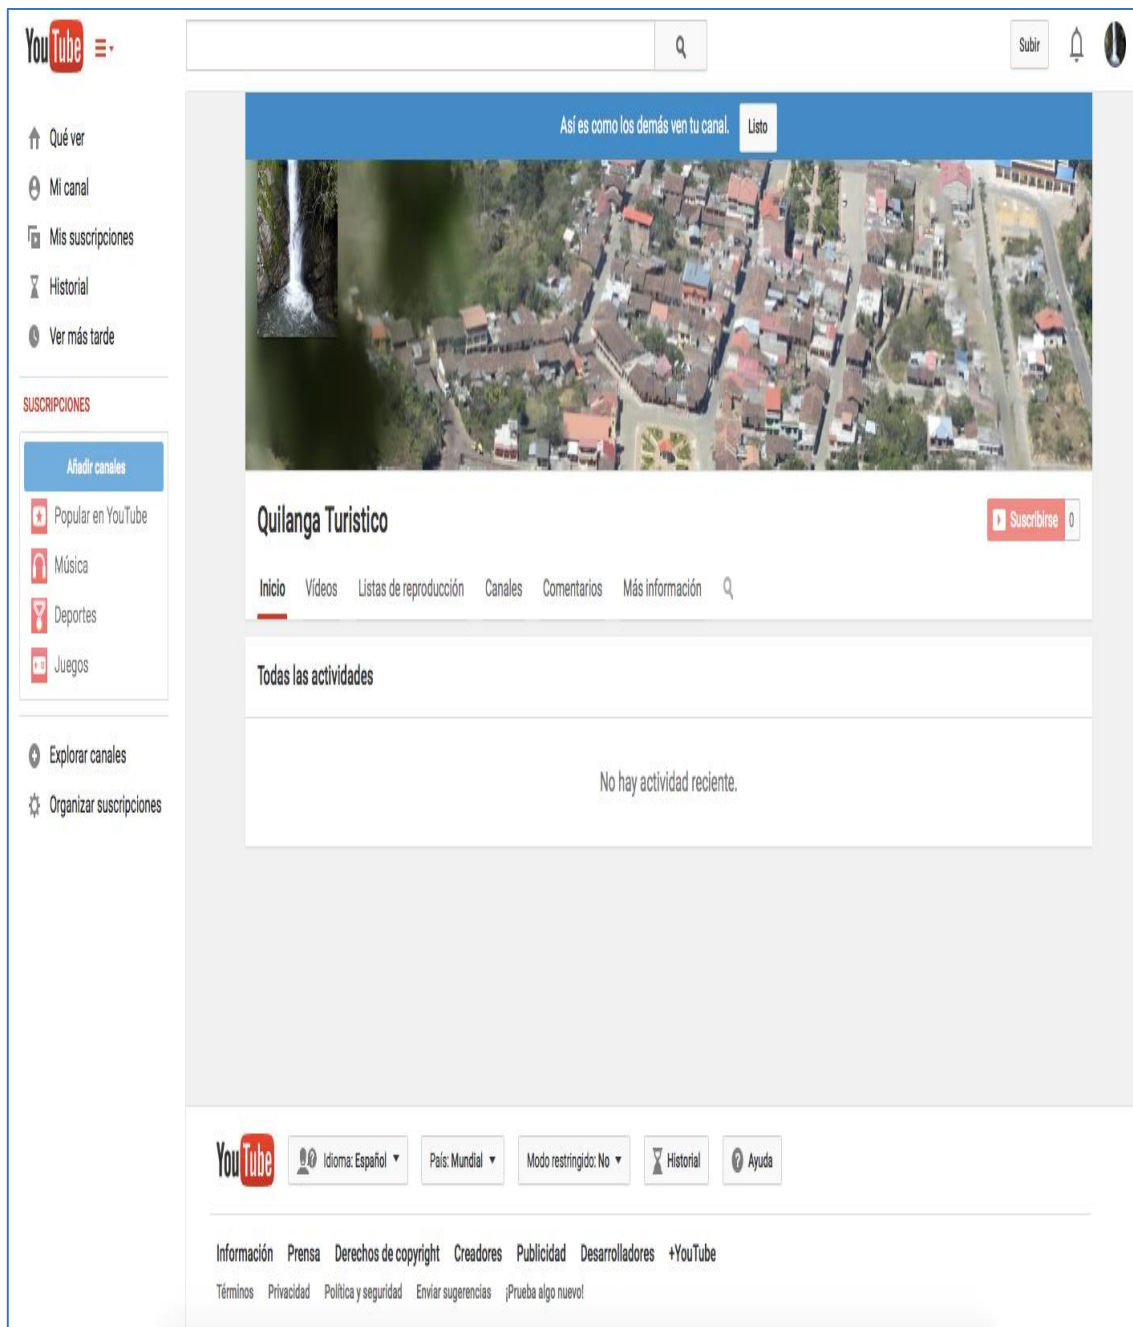 YouTube
Subir
Qué ver
Mi canal
Mis suscripciones
Historial
Ver más tarde
SUSCRIPCIONES
Añadir canales
Popular en YouTube
Música
Deportes
Juegos
Explorar canales
Organizar suscripciones
Así es como los demás ven tu canal. Listo
Quilanga Turistico
Suscribirse 0
Inicio Vídeos Listas de reproducción Canales Comentarios Más información
Todas las actividades
No hay actividad reciente.
YouTube Idioma: Español País: Mundial Modo restringido: No Historial Ayuda
Información Prensa Derechos de copyright Creadores Publicidad Desarrolladores +YouTube
Términos Privacidad Política y seguridad Enviar sugerencias ¡Prueba algo nuevo!